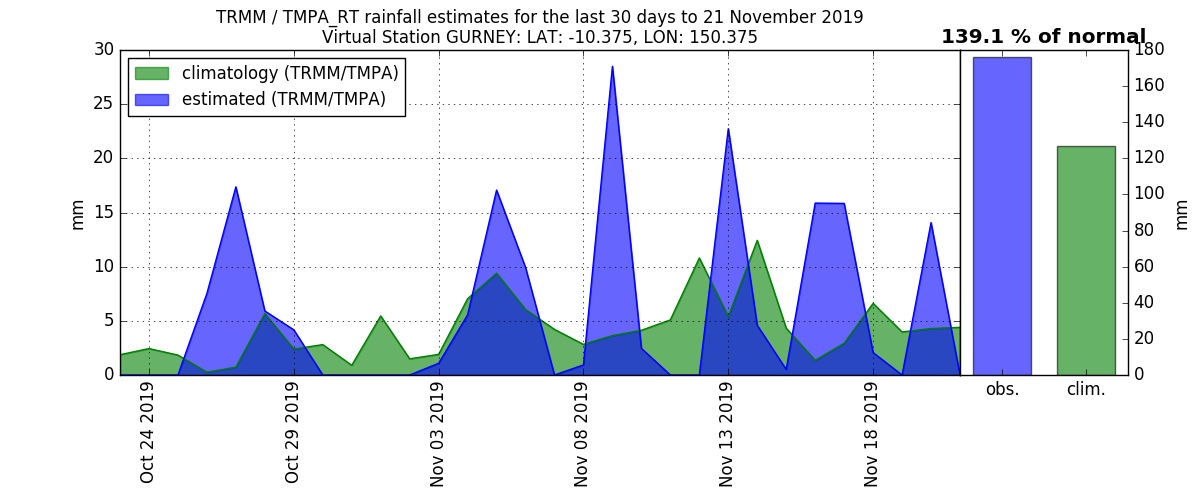 TRMM / TMPA_RT rainfall estimates for the last 30 days to 21 November 2019
Virtual Station GURNEY: LAT: -10.375, LON: 150.375
139.1 % of normal
climatology (TRMM/TMPA)
estimated (TRMM/TMPA)
30
25
20
15
10
5
0
mm
Oct 24 2019
Oct 29 2019
Nov 03 2019
Nov 08 2019
Nov 13 2019
Nov 18 2019
obs.
clim.
180
160
140
120
100
80
60
40
20
0
mm